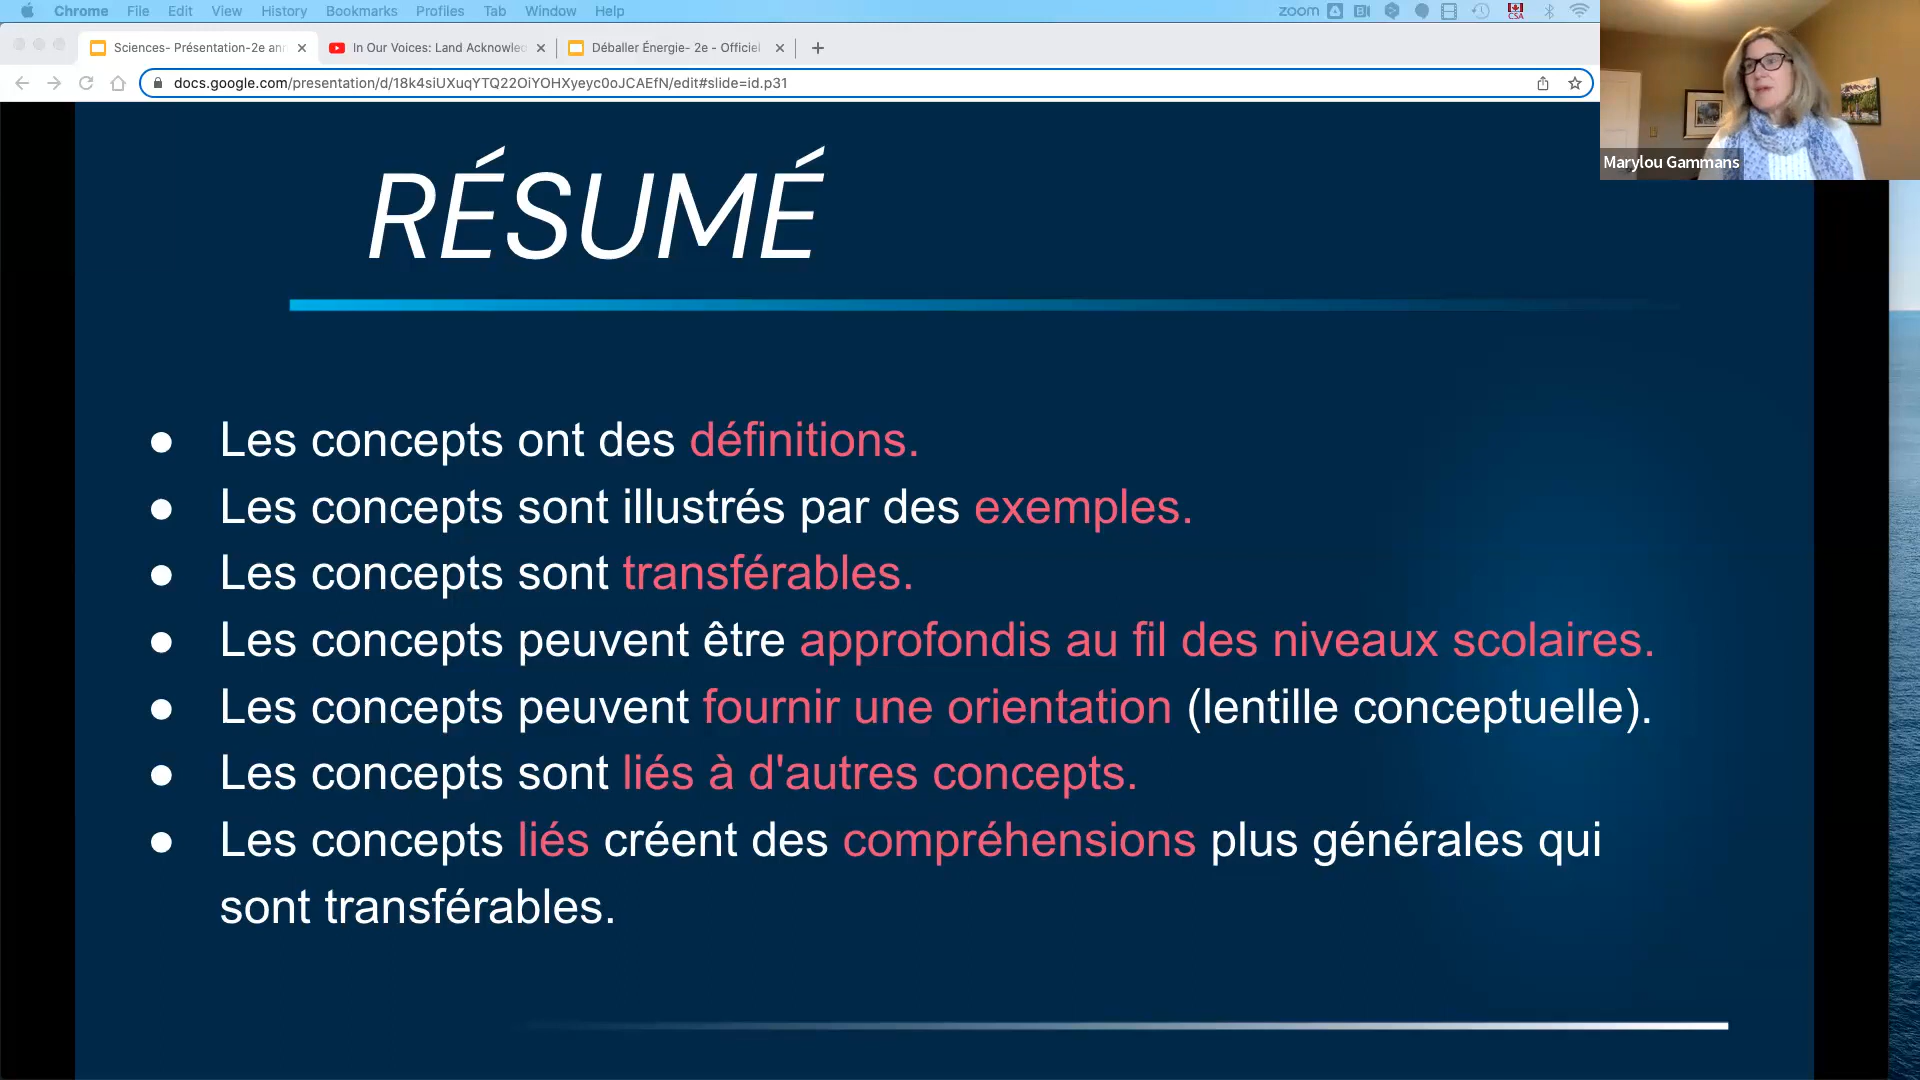 Chrome File Edit View History Bookmarks Profiles Tab Window Help zoom CSA
Sciences- Présentation-2e ann
In Our Voices: Land Acknowled
Déballer Énergie- 2e - Officiel
docs.google.com/presentation/d/18k4siUXuqYTQ22OiYOHXyeyc0oJCAEfN/edit#slide=id.p31
Marylou Gammans
RÉSUMÉ
● Les concepts ont des définitions.
● Les concepts sont illustrés par des exemples.
● Les concepts sont transférables.
● Les concepts peuvent être approfondis au fil des niveaux scolaires.
● Les concepts peuvent fournir une orientation (lentille conceptuelle).
● Les concepts sont liés à d'autres concepts.
● Les concepts liés créent des compréhensions plus générales qui
sont transférables.